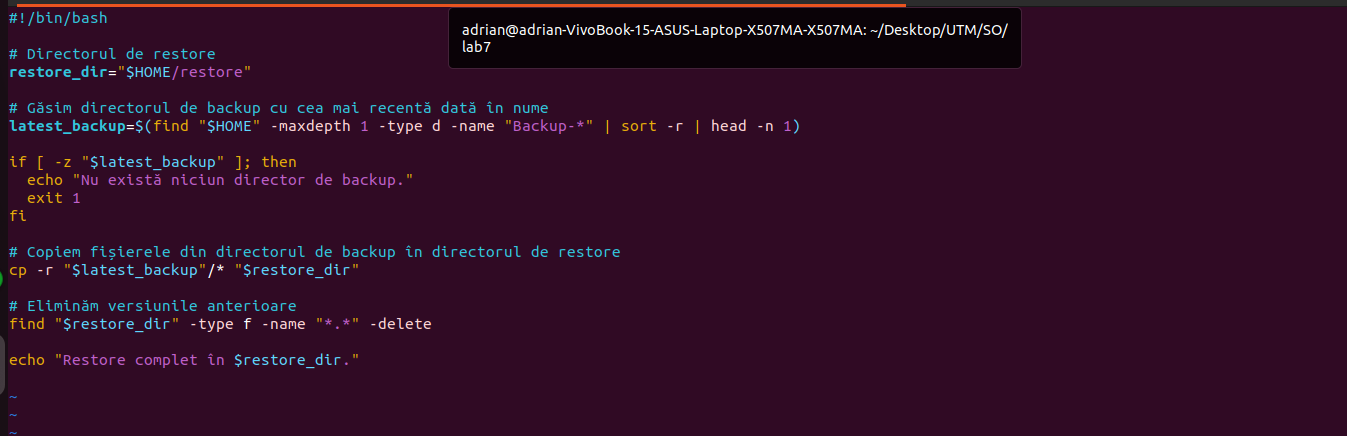 #!/bin/bash
adrian@adrian-VivoBook-15-ASUS-Laptop-X507MA-X507MA: ~/Desktop/UTM/SO/
lab7
# Directorul de restore
restore_dir="$HOME/restore"
# Găsim directorul de backup cu cea mai recentă dată în nume
latest_backup=$(find "$HOME" -maxdepth 1 -type d -name "Backup-*" | sort -r | head -n 1)
if [ -z "$latest_backup" ]; then
  echo "Nu există niciun director de backup."
  exit 1
fi
# Copiem fișierele din directorul de backup în directorul de restore
cp -r "$latest_backup"/* "$restore_dir"
# Eliminăm versiunile anterioare
find "$restore_dir" -type f -name "*.*" -delete
echo "Restore complet în $restore_dir."
~
~
~